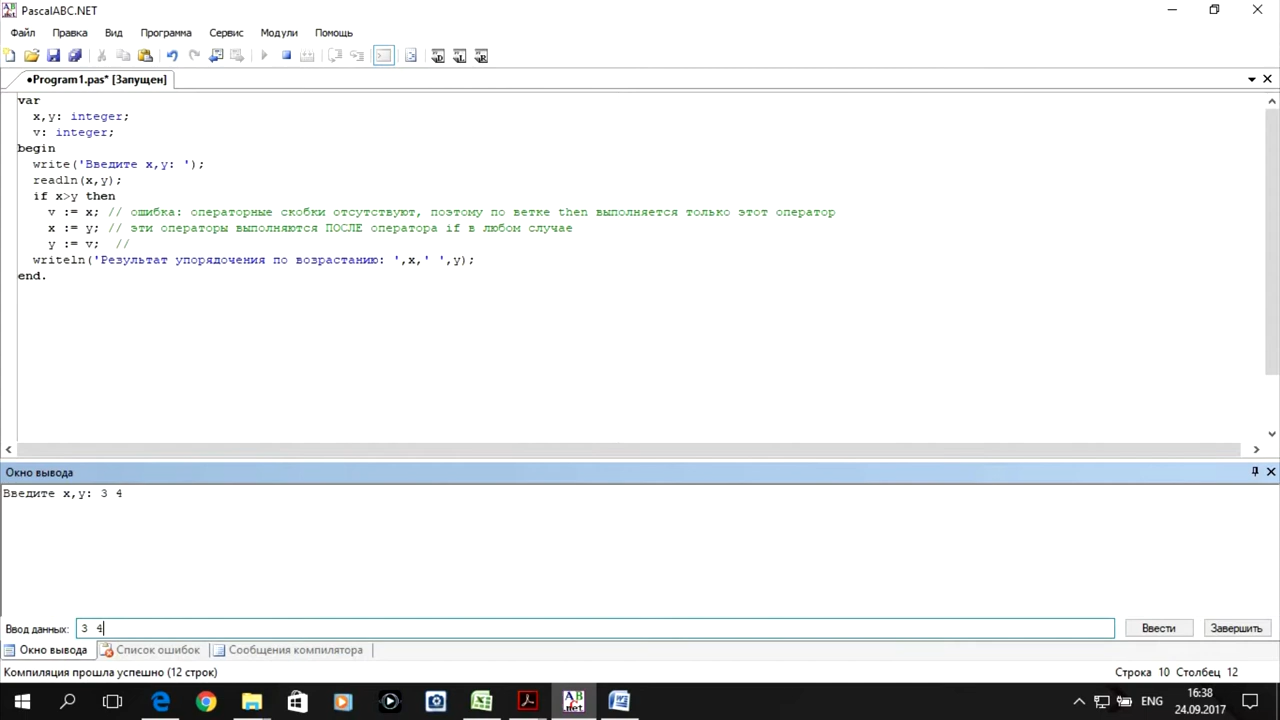 PascalABC.NET
Файл Правка Вид Программа Сервис Модули Помощь
•Program1.pas* [Запущен]
var
x,y: integer;
v: integer;
begin
write('Введите x,y: ');
readln(x,y);
if x>y then
v := x; // ошибка: операторные скобки отсутствуют, поэтому по ветке then выполняется только этот оператор
x := y; // эти операторы выполняются ПОСЛЕ оператора if в любом случае
y := v; //
writeln('Результат упорядочения по возрастанию: ',x,' ',y);
end.
Окно вывода
Введите x,y: 3 4
Ввод данных: 3 4 Ввести Завершить
Окно вывода Список ошибок Сообщения компилятора
Компиляция прошла успешно (12 строк) Строка 10 Столбец 12
ENG 16:38
24.09.2017